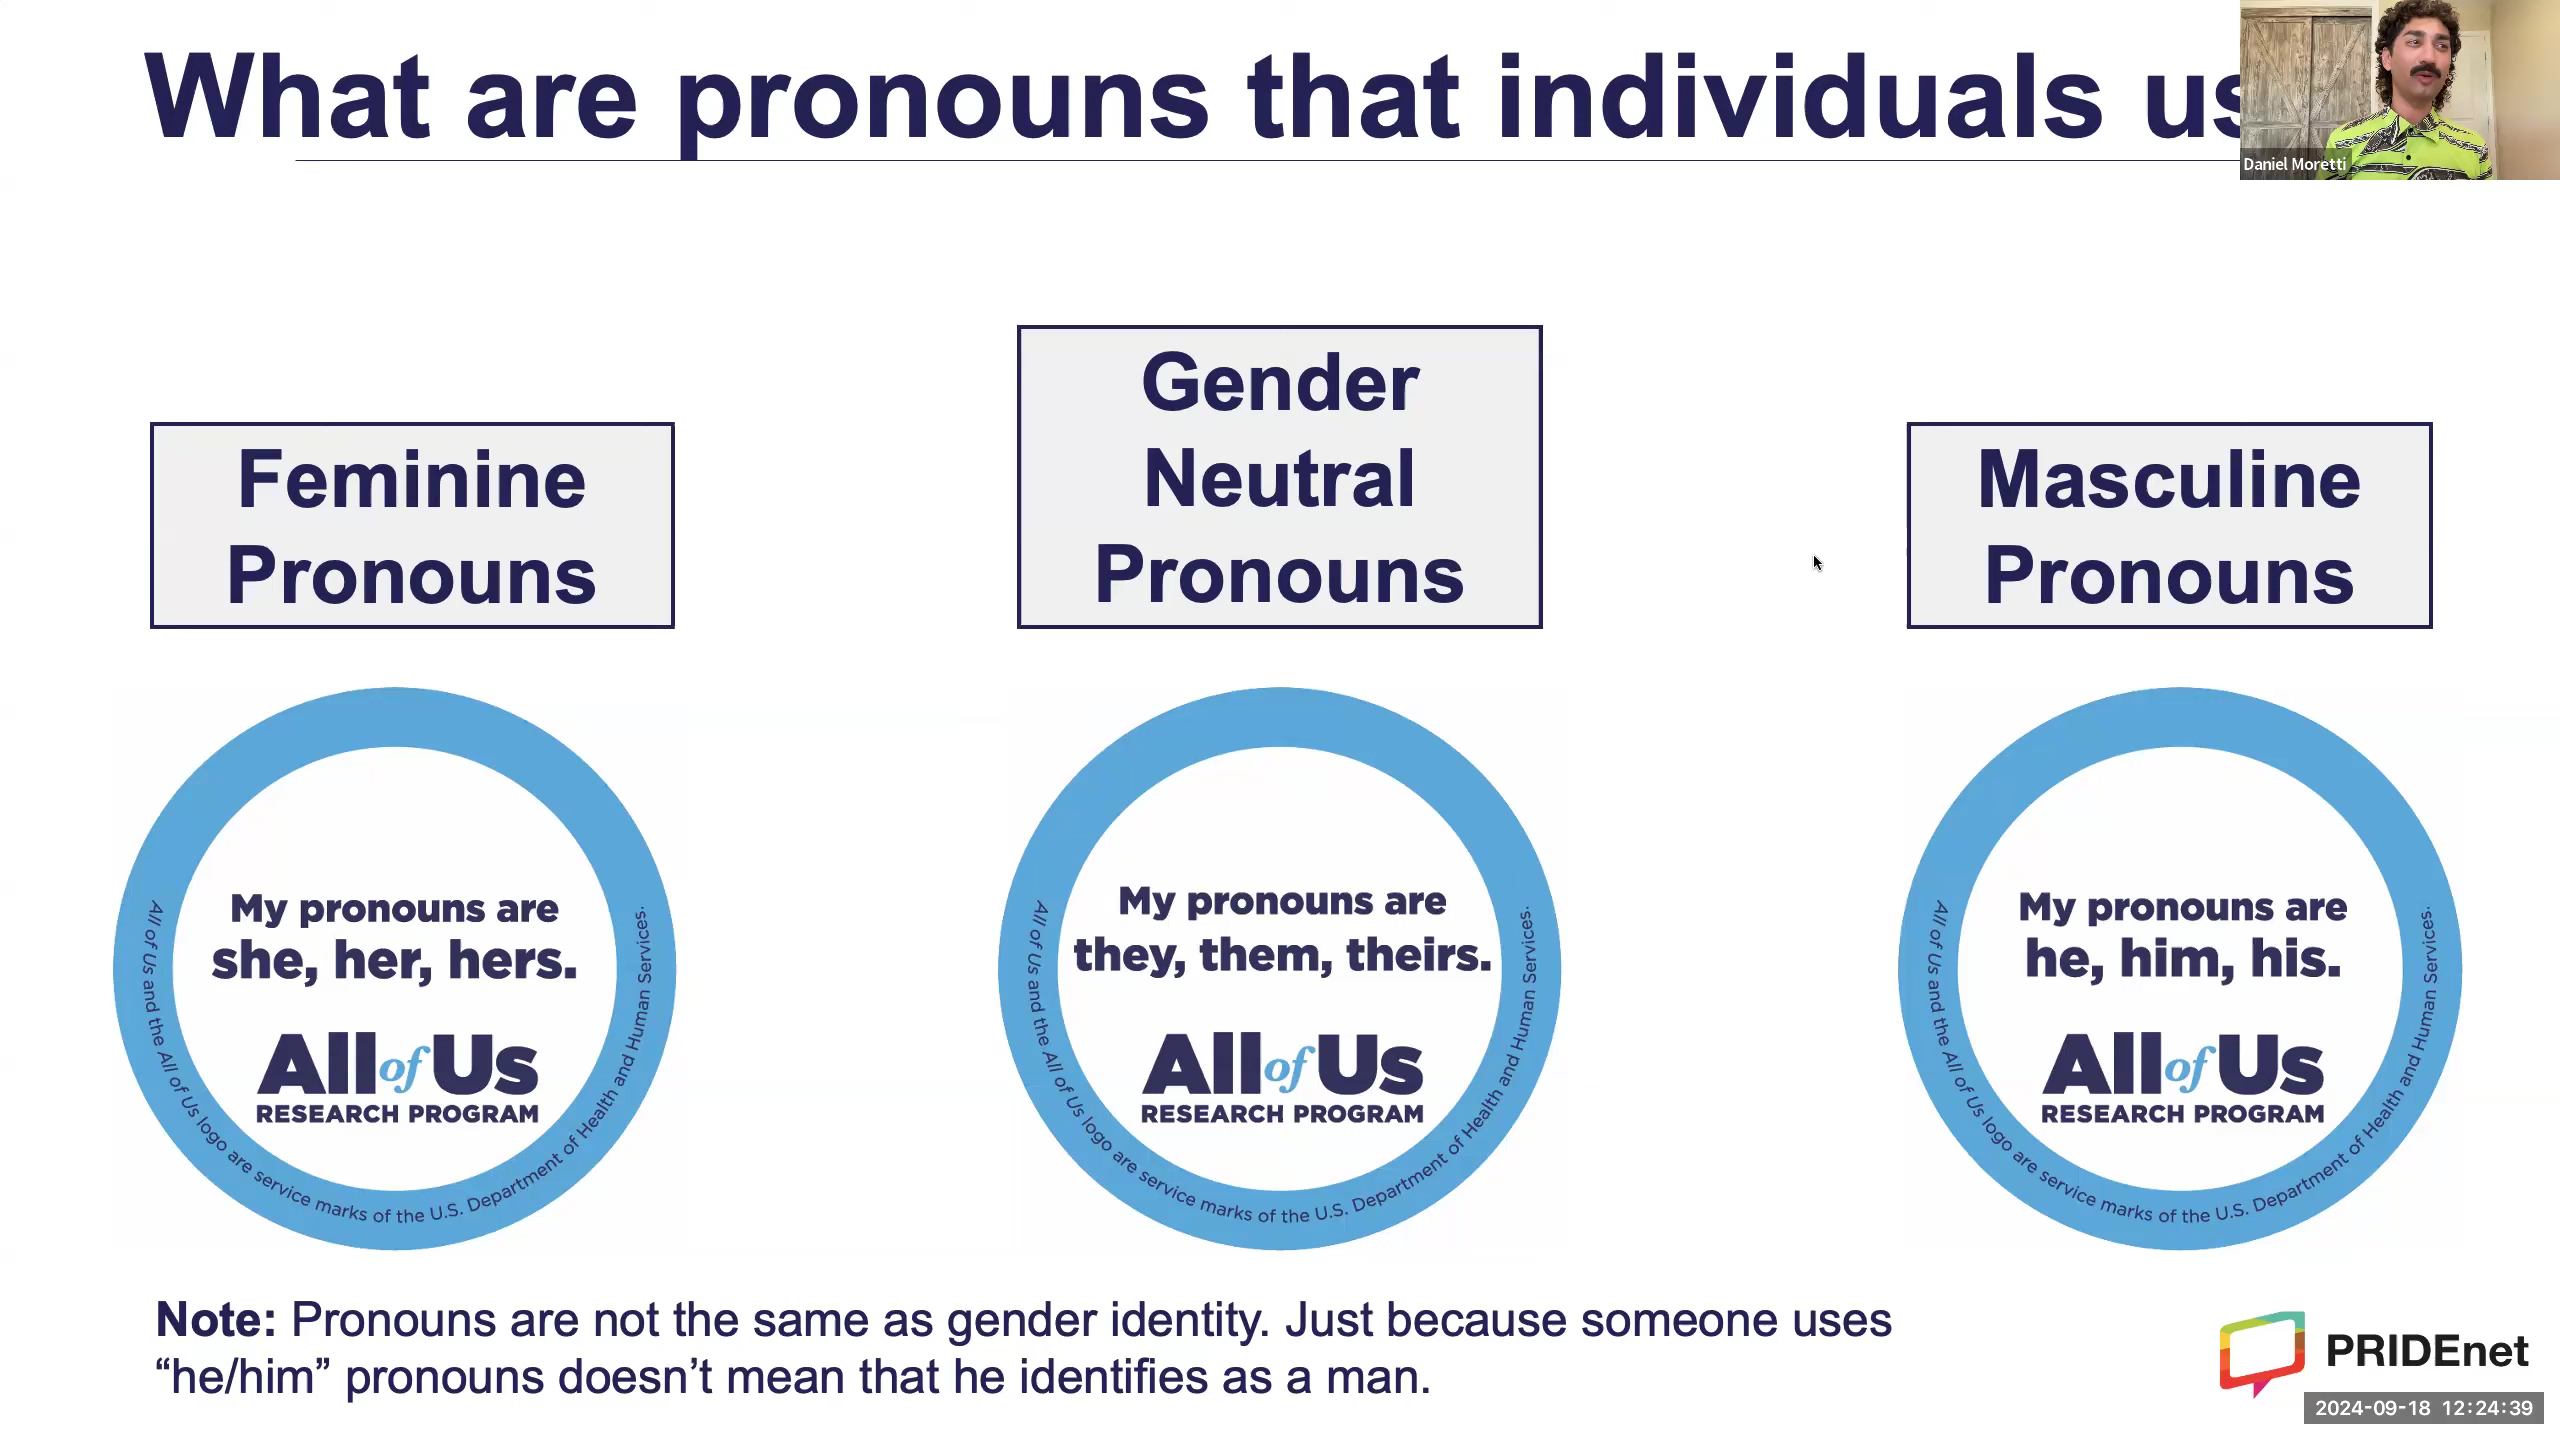 What are pronouns that individuals us
Daniel Moretti
Feminine
Pronouns
Gender
Neutral
Pronouns
Masculine
Pronouns
My pronouns are
she, her, hers.
All of Us
RESEARCH PROGRAM
All of Us and the All of Us logo are service marks of the U.S. Department of Health and Human Services.
My pronouns are
they, them, theirs.
All of Us
RESEARCH PROGRAM
All of Us and the All of Us logo are service marks of the U.S. Department of Health and Human Services.
My pronouns are
he, him, his.
All of Us
RESEARCH PROGRAM
All of Us and the All of Us logo are service marks of the U.S. Department of Health and Human Services.
Note: Pronouns are not the same as gender identity. Just because someone uses
“he/him” pronouns doesn’t mean that he identifies as a man.
PRIDEnet
2024-09-18 12:24:39